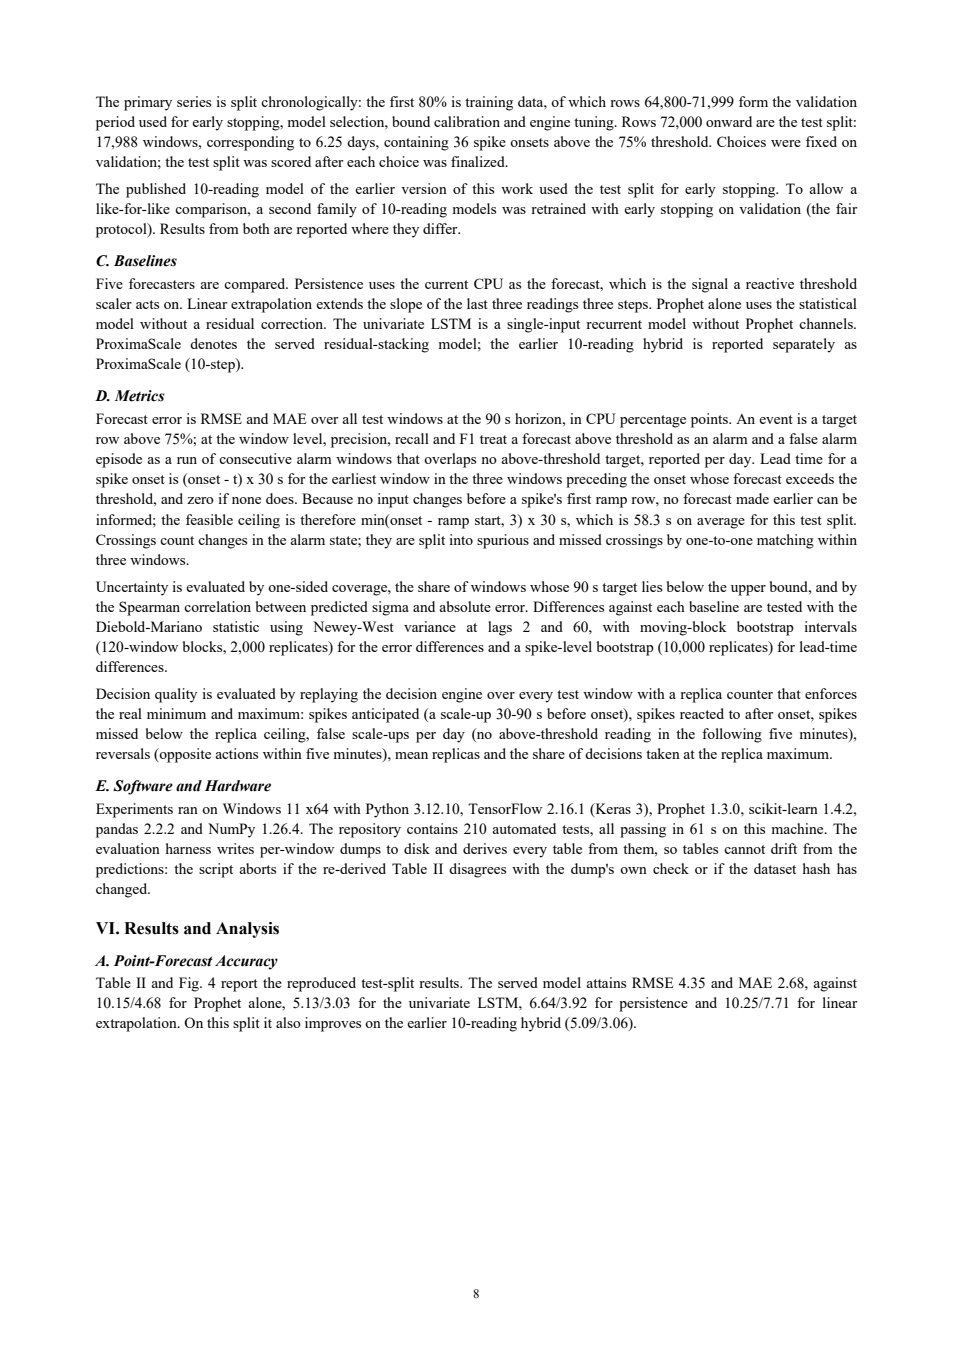 The primary series is split chronologically: the first 80% is training data, of which rows 64,800-71,999 form the validation
period used for early stopping, model selection, bound calibration and engine tuning. Rows 72,000 onward are the test split:
17,988 windows, corresponding to 6.25 days, containing 36 spike onsets above the 75% threshold. Choices were fixed on
validation; the test split was scored after each choice was finalized.
The published 10-reading model of the earlier version of this work used the test split for early stopping. To allow a
like-for-like comparison, a second family of 10-reading models was retrained with early stopping on validation (the fair
protocol). Results from both are reported where they differ.
C. Baselines
Five forecasters are compared. Persistence uses the current CPU as the forecast, which is the signal a reactive threshold
scaler acts on. Linear extrapolation extends the slope of the last three readings three steps. Prophet alone uses the statistical
model without a residual correction. The univariate LSTM is a single-input recurrent model without Prophet channels.
ProximaScale denotes the served residual-stacking model; the earlier 10-reading hybrid is reported separately as
ProximaScale (10-step).
D. Metrics
Forecast error is RMSE and MAE over all test windows at the 90 s horizon, in CPU percentage points. An event is a target
row above 75%; at the window level, precision, recall and F1 treat a forecast above threshold as an alarm and a false alarm
episode as a run of consecutive alarm windows that overlaps no above-threshold target, reported per day. Lead time for a
spike onset is (onset - t) x 30 s for the earliest window in the three windows preceding the onset whose forecast exceeds the
threshold, and zero if none does. Because no input changes before a spike's first ramp row, no forecast made earlier can be
informed; the feasible ceiling is therefore min(onset - ramp start, 3) x 30 s, which is 58.3 s on average for this test split.
Crossings count changes in the alarm state; they are split into spurious and missed crossings by one-to-one matching within
three windows.
Uncertainty is evaluated by one-sided coverage, the share of windows whose 90 s target lies below the upper bound, and by
the Spearman correlation between predicted sigma and absolute error. Differences against each baseline are tested with the
Diebold-Mariano statistic using Newey-West variance at lags 2 and 60, with moving-block bootstrap intervals
(120-window blocks, 2,000 replicates) for the error differences and a spike-level bootstrap (10,000 replicates) for lead-time
differences.
Decision quality is evaluated by replaying the decision engine over every test window with a replica counter that enforces
the real minimum and maximum: spikes anticipated (a scale-up 30-90 s before onset), spikes reacted to after onset, spikes
missed below the replica ceiling, false scale-ups per day (no above-threshold reading in the following five minutes),
reversals (opposite actions within five minutes), mean replicas and the share of decisions taken at the replica maximum.
E. Software and Hardware
Experiments ran on Windows 11 x64 with Python 3.12.10, TensorFlow 2.16.1 (Keras 3), Prophet 1.3.0, scikit-learn 1.4.2,
pandas 2.2.2 and NumPy 1.26.4. The repository contains 210 automated tests, all passing in 61 s on this machine. The
evaluation harness writes per-window dumps to disk and derives every table from them, so tables cannot drift from the
predictions: the script aborts if the re-derived Table II disagrees with the dump's own check or if the dataset hash has
changed.
VI. Results and Analysis
A. Point-Forecast Accuracy
Table II and Fig. 4 report the reproduced test-split results. The served model attains RMSE 4.35 and MAE 2.68, against
10.15/4.68 for Prophet alone, 5.13/3.03 for the univariate LSTM, 6.64/3.92 for persistence and 10.25/7.71 for linear
extrapolation. On this split it also improves on the earlier 10-reading hybrid (5.09/3.06).
8